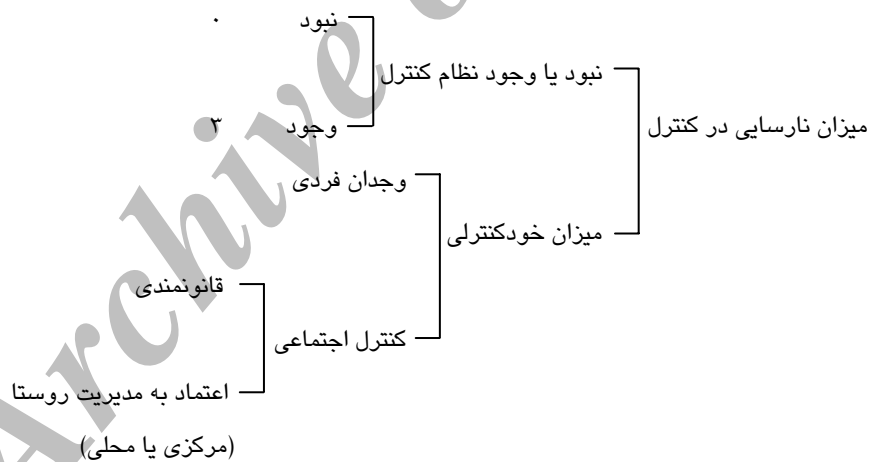 نبود ۰
نبود یا وجود نظام کنترل
وجود ۳
میزان نارسایی در کنترل
وجدان فردی
میزان خودکنترلی
قانونمندی
کنترل اجتماعی
اعتماد به مدیریت روستا
(مرکزی یا محلی)
Archive